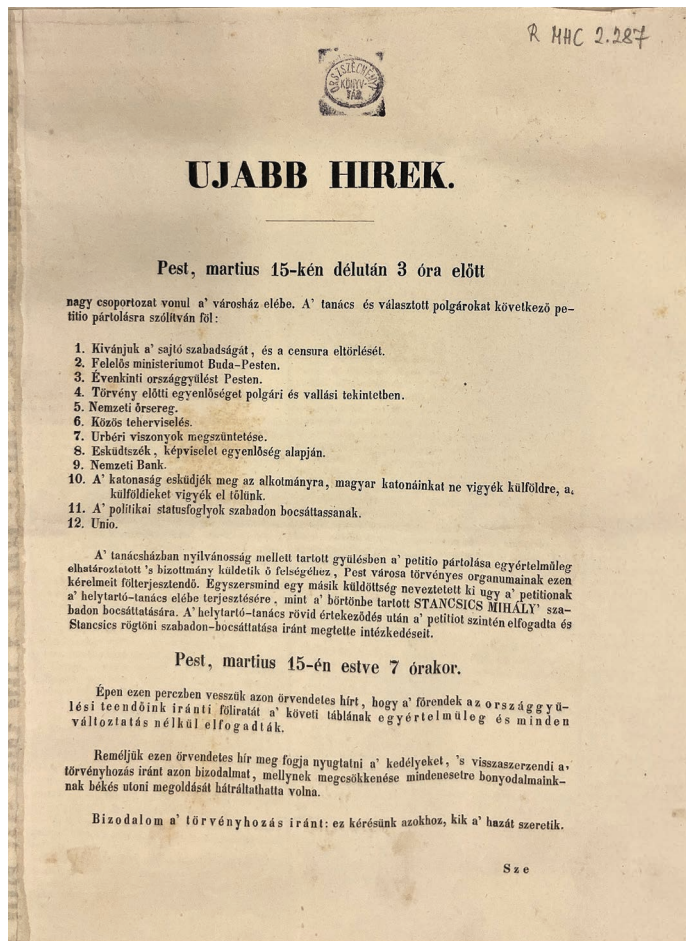 R MHC 2.287
ORSZ. SZÉCHÉNYI
KÖNYV-
TÁR.
UJABB HIREK.
Pest, martius 15-kén délután 3 óra előtt
nagy csoportozat vonul a' városház elébe. A' tanács és választott polgárokat következő pe-
titio pártolásra szólítván föl:
1. Kivánjuk a' sajtó szabadságát, és a censura eltörlését.
2. Felelős ministeriumot Buda-Pesten.
3. Évenkinti országgyülést Pesten.
4. Törvény előtti egyenlőséget polgári és vallási tekintetben.
5. Nemzeti őrsereg.
6. Közös teherviselés.
7. Urbéri viszonyok megszüntetése.
8. Esküdtszék, képviselet egyenlőség alapján.
9. Nemzeti Bank.
10. A' katonaság esküdjék meg az alkotmányra, magyar katonáinkat ne vigyék külföldre, a'
külföldieket vigyék el tőlünk.
11. A' politikai statusfoglyok szabadon bocsáttassanak.
12. Unio.
A' tanácsházban nyilvánosság mellett tartott gyülésben a' petitio pártolása egyértelmüleg
elhatároztatott 's bizottmány küldetik ő felségéhez, Pest városa törvényes organumainak ezen
kérelmeit fölterjesztendő. Egyszersmind egy másik küldöttség neveztetett ki ugy a' petitionak
a' helytartó-tanács elébe terjesztésére, mint a' börtönbe tartott STANCSICS MIHÁLY' sza-
badon bocsáttatására. A' helytartó-tanács rövid értekeződés után a' petitiot szintén elfogadta és
Stancsics rögtöni szabadon-bocsáttatása iránt megtette intézkedéseit.
Pest, martius 15-én estve 7 órakor.
Épen ezen perczben vesszük azon örvendetes hírt, hogy a' főrendek az országgyü-
lési teendőink iránti föliratát a' követi táblának egyértelmüleg és minden
változtatás nélkül elfogadták.
Reméljük ezen örvendetes hír meg fogja nyugtatni a' kedélyeket, 's visszaszerzendi a'
törvényhozás iránt azon bizodalmat, mellynek megcsökkenése mindenesetre bonyodalmaink-
nak békés utoni megoldását hátráltathatta volna.
Bizodalom a' törvényhozás iránt: ez kérésünk azokhoz, kik a' hazát szeretik.
Sze